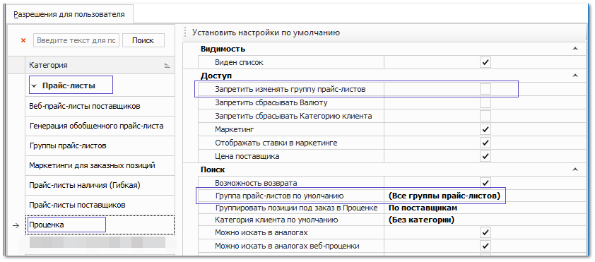 Разрешения для пользователя
Введите текст для по
Поиск
Категория
Прайс-листы
Веб-прайс-листы поставщиков
Генерация обобщенного прайс-листа
Группы прайс-листов
Маркетинги для заказных позиций
Прайс-листы наличия (Гибкая)
Прайс-листы поставщиков
Проценка
Установить настройки по умолчанию
Видимость
Виден список
Доступ
Запретить изменять группу прайс-листов
Запретить сбрасывать Валюту
Запретить сбрасывать Категорию клиента
Маркетинг
Отображать ставки в маркетинге
Цена поставщика
Поиск
Возможность возврата
Группа прайс-листов по умолчанию (Все группы прайс-листов)
Группировать позиции под заказ в Проценке По поставщикам
Категория клиента по умолчанию (Без категории)
Можно искать в аналогах
Можно искать в аналогах веб-проценки